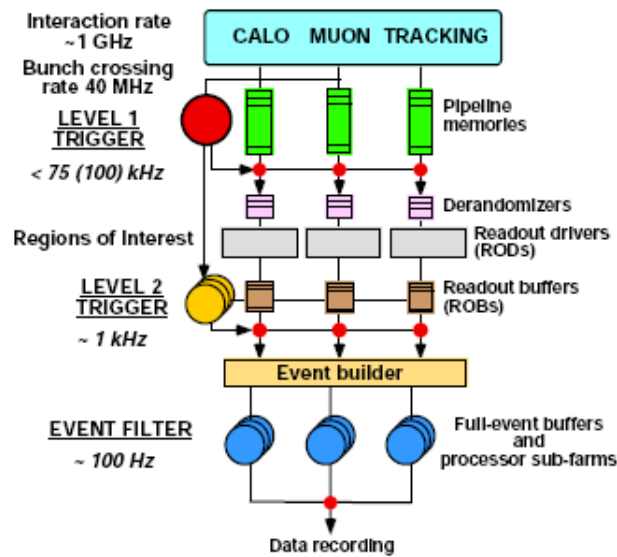 Interaction rate
~1 GHz
CALO MUON TRACKING
Bunch crossing
rate 40 MHz
LEVEL 1
TRIGGER
< 75 (100) kHz
Pipeline
memories
Derandomizers
Regions of Interest
Readout drivers
(RODs)
LEVEL 2
TRIGGER
~ 1 kHz
Readout buffers
(ROBs)
Event builder
EVENT FILTER
~ 100 Hz
Full-event buffers
and
processor sub-farms
Data recording